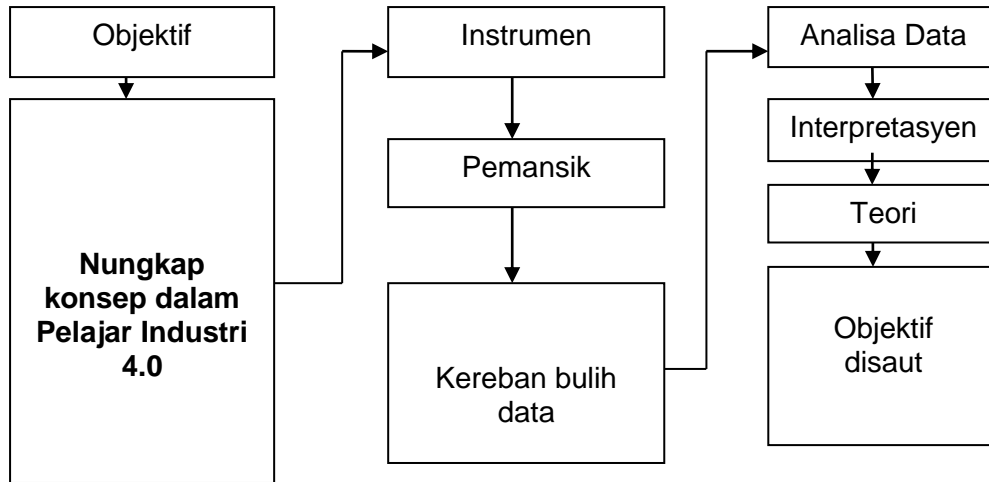 Objektif
Nungkap
konsep dalam
Pelajar Industri
4.0
Instrumen
Pemansik
Kereban bulih
data
Analisa Data
Interpretasyen
Teori
Objektif
disaut